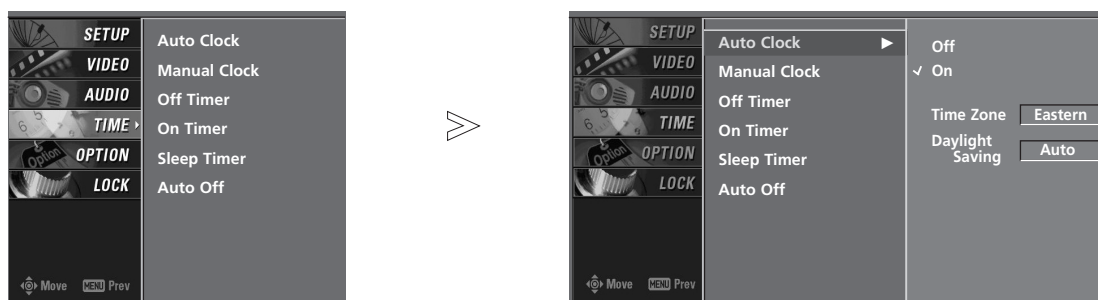 SETUP
VIDEO
AUDIO
TIME
OPTION
LOCK
Auto Clock
Manual Clock
Off Timer
On Timer
Sleep Timer
Auto Off
Option
Move MENU Prev
SETUP
VIDEO
AUDIO
TIME
OPTION
LOCK
Auto Clock
Manual Clock
Off Timer
On Timer
Sleep Timer
Auto Off
Option
Off
✓ On
Time Zone Eastern
Daylight
Saving Auto
Move MENU Prev